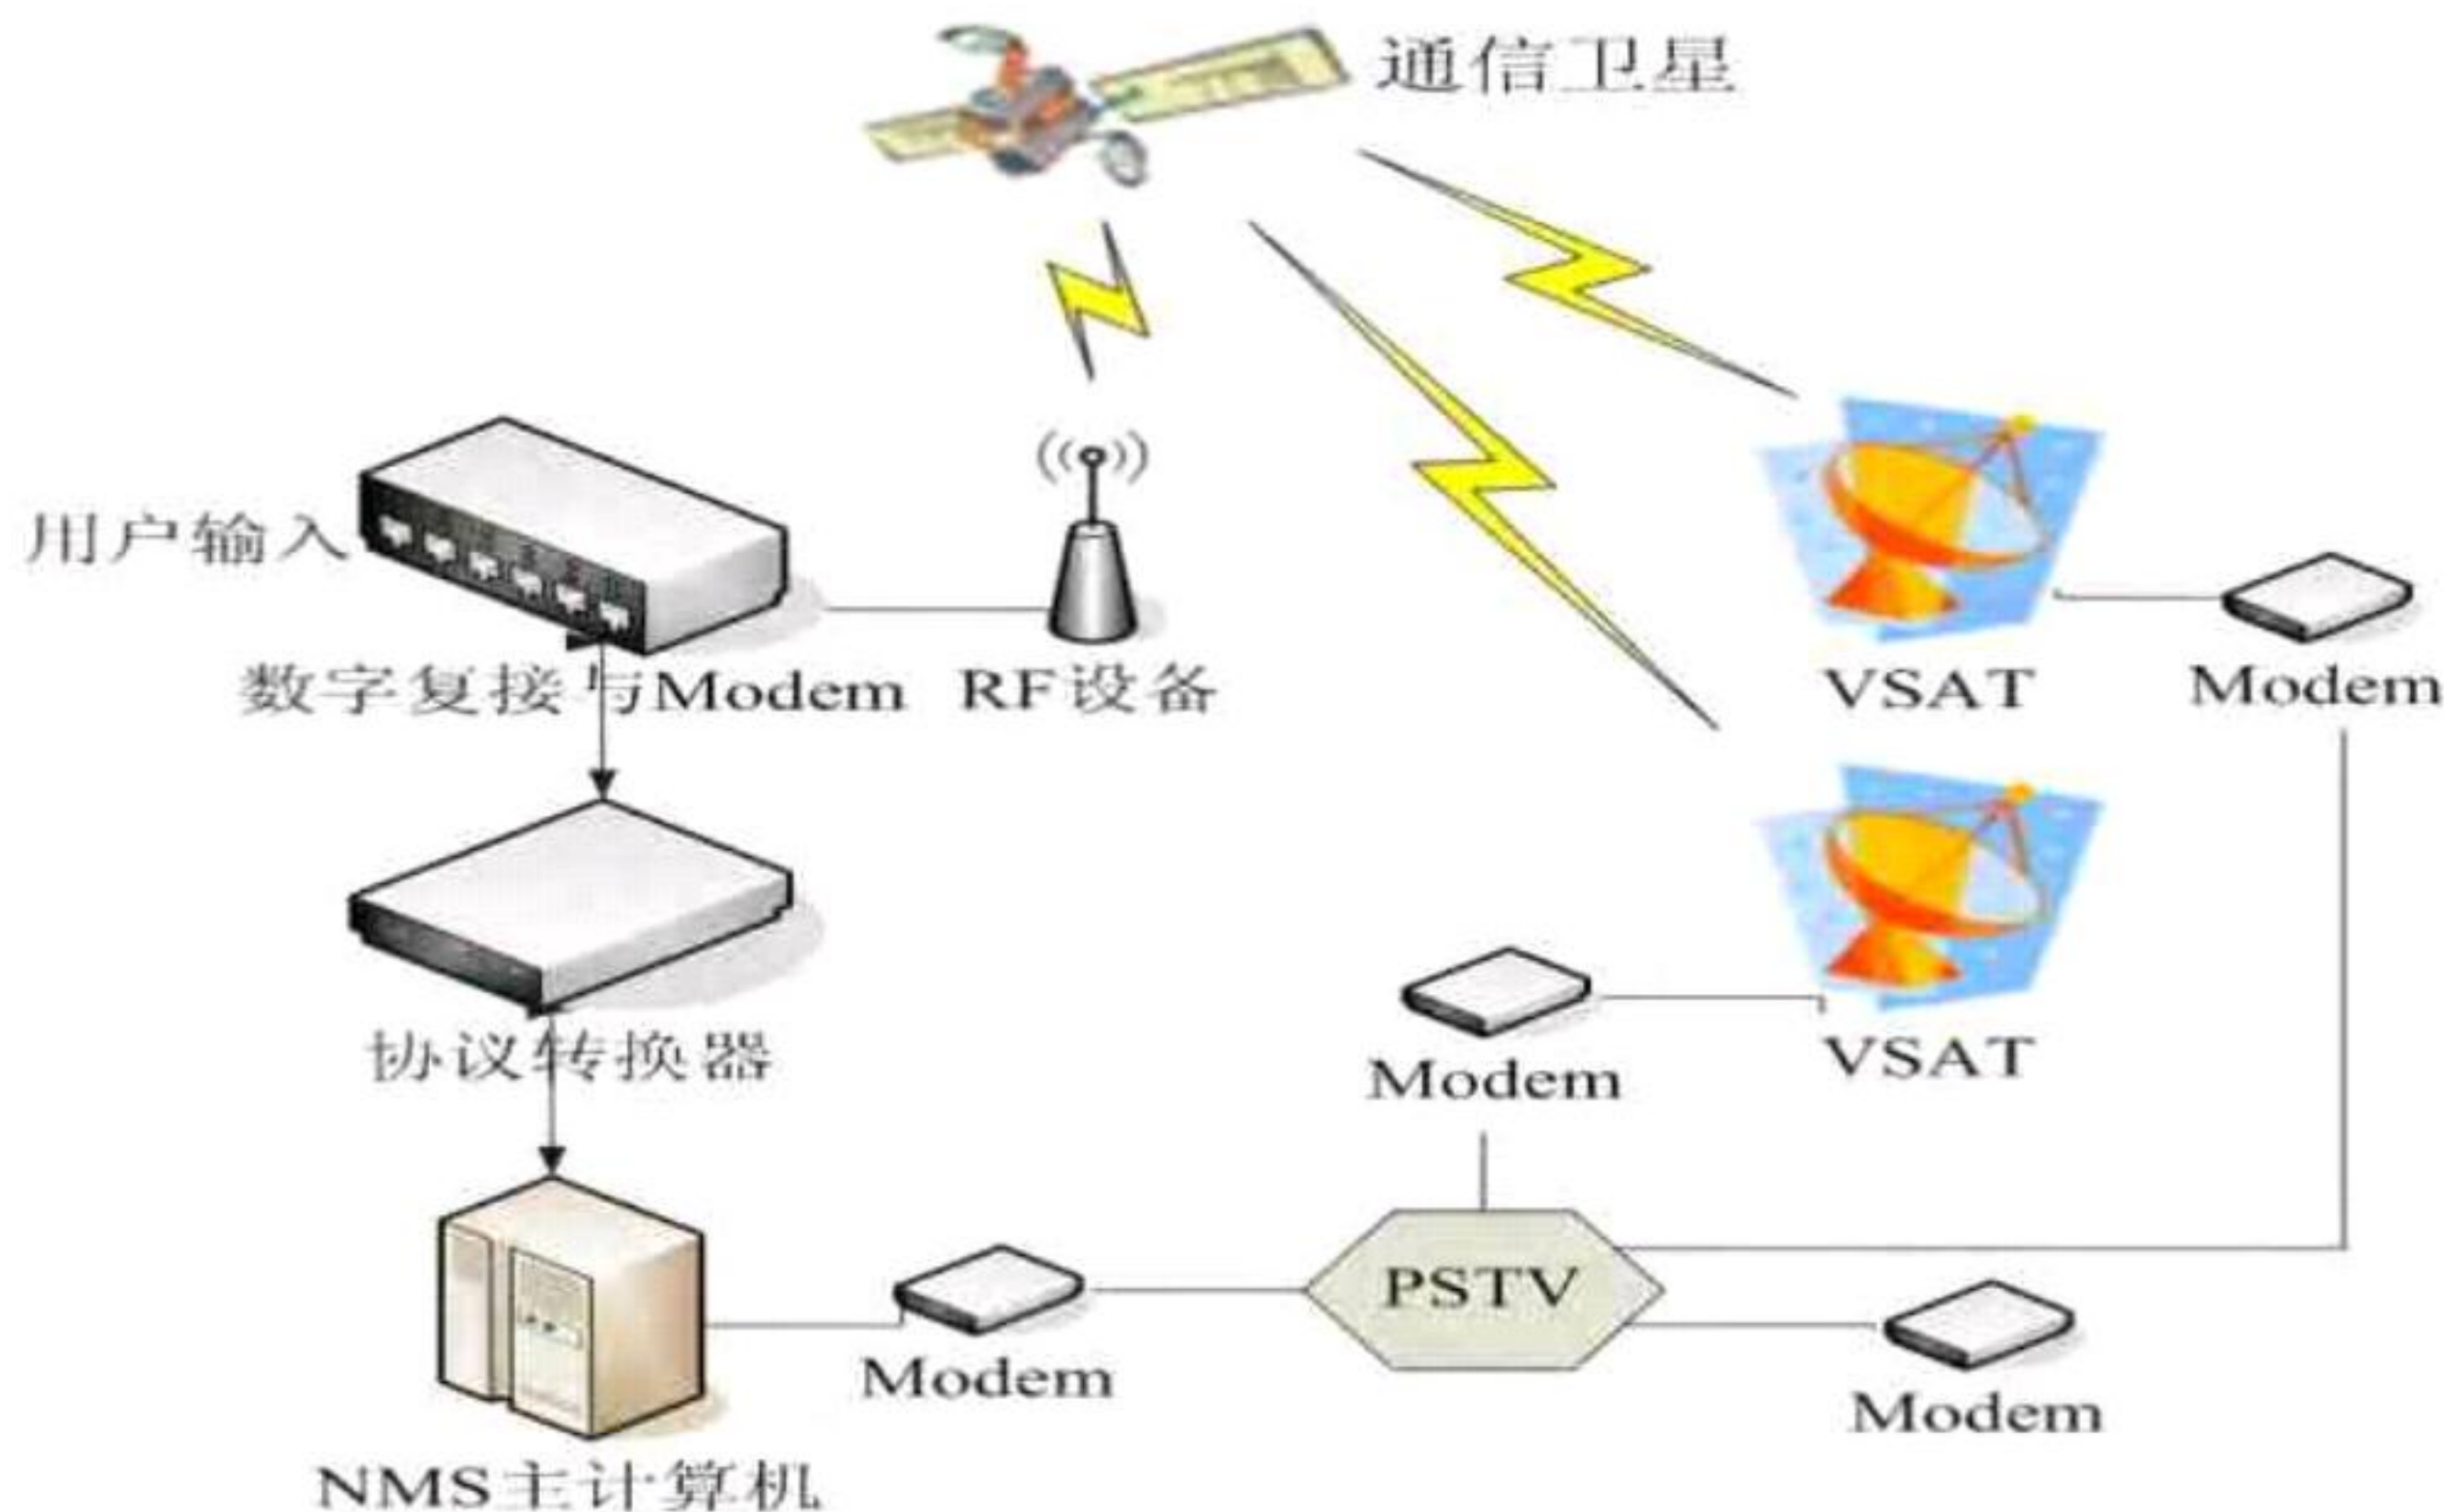 通信卫星
用户输入
数字复接与Modem
RF设备
VSAT
Modem
协议转换器
Modem
VSAT
PSTV
Modem
Modem
NMS主计算机